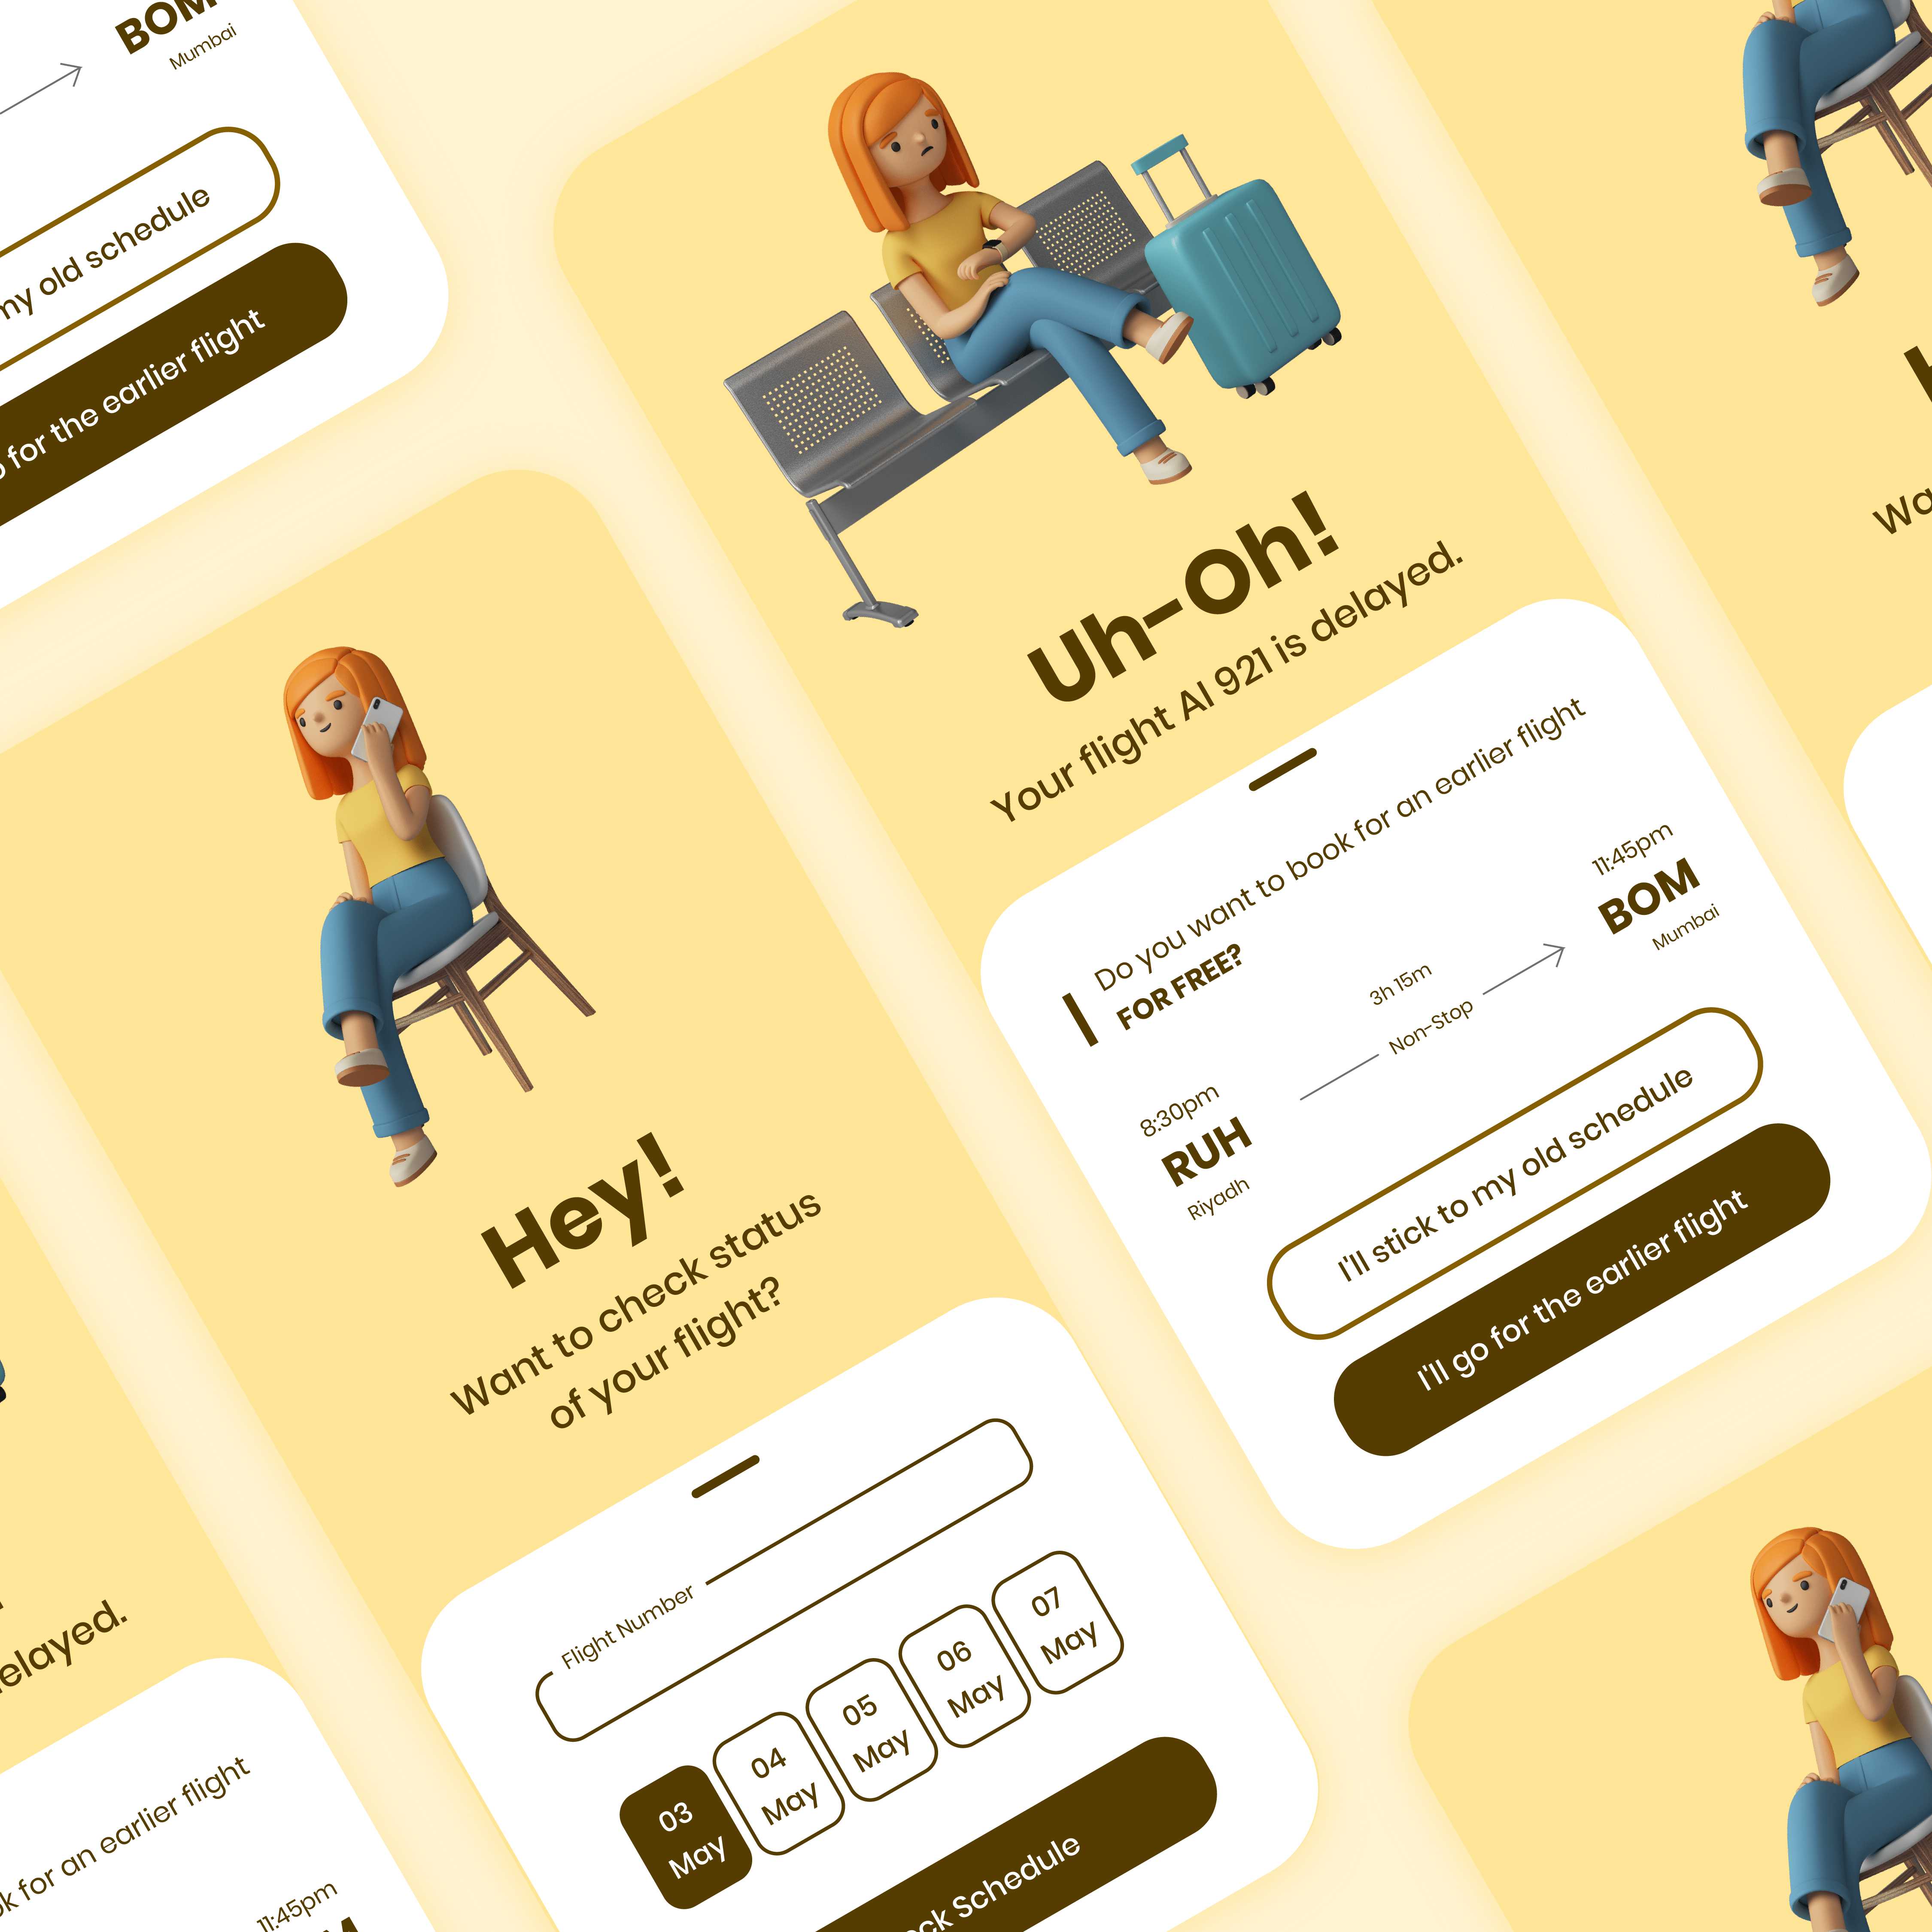 BOM
Mumbai
my old schedule
for the earlier flight
Uh-Oh!
Your flight AI 921 is delayed.
Do you want to book for an earlier flight
FOR FREE?
8:30pm
RUH
Riyadh
3h 15m
Non-Stop
11:45pm
BOM
Mumbai
I'll stick to my old schedule
I'll go for the earlier flight
Hey!
Want to check status
of your flight?
Flight Number
03
May
04
May
05
May
06
May
07
May
Schedule
for an earlier flight
11:45pm